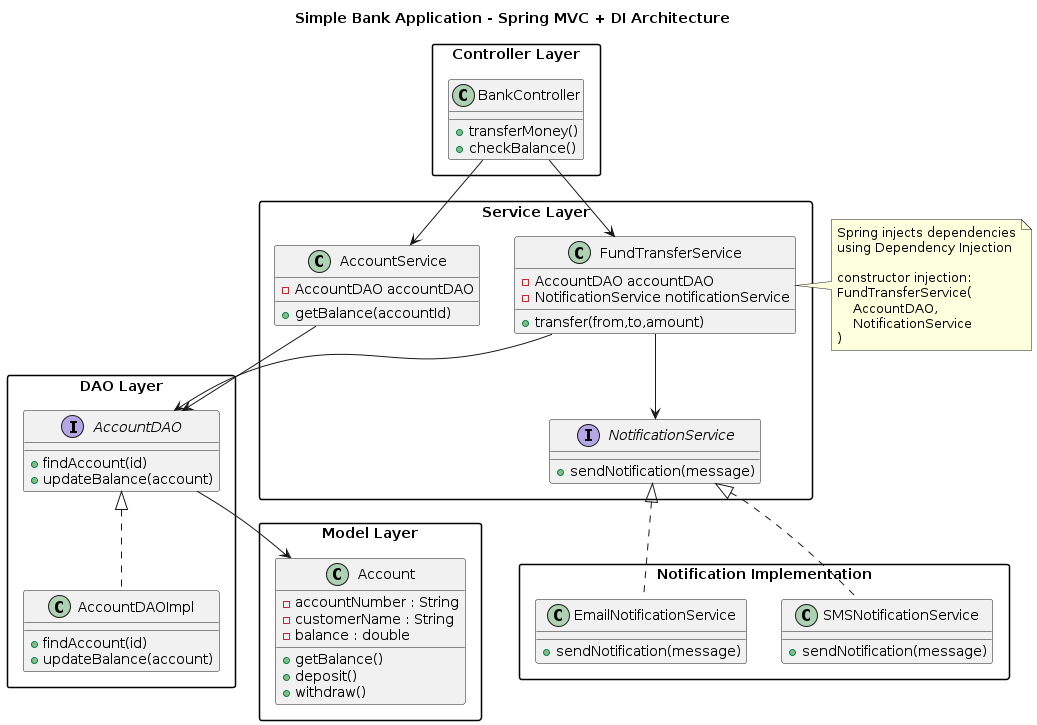 Simple Bank Application - Spring MVC + DI Architecture
Controller Layer
C BankController
transferMoney()
checkBalance()
Service Layer
C AccountService
AccountDAO accountDAO
getBalance(accountId)
C FundTransferService
AccountDAO accountDAO
NotificationService notificationService
transfer(from,to,amount)
Spring injects dependencies
using Dependency Injection
constructor injection:
FundTransferService(
AccountDAO,
NotificationService
)
DAO Layer
I AccountDAO
findAccount(id)
updateBalance(account)
I NotificationService
sendNotification(message)
C AccountDAOImpl
findAccount(id)
updateBalance(account)
Model Layer
C Account
accountNumber : String
customerName : String
balance : double
getBalance()
deposit()
withdraw()
Notification Implementation
C EmailNotificationService
sendNotification(message)
C SMSNotificationService
sendNotification(message)